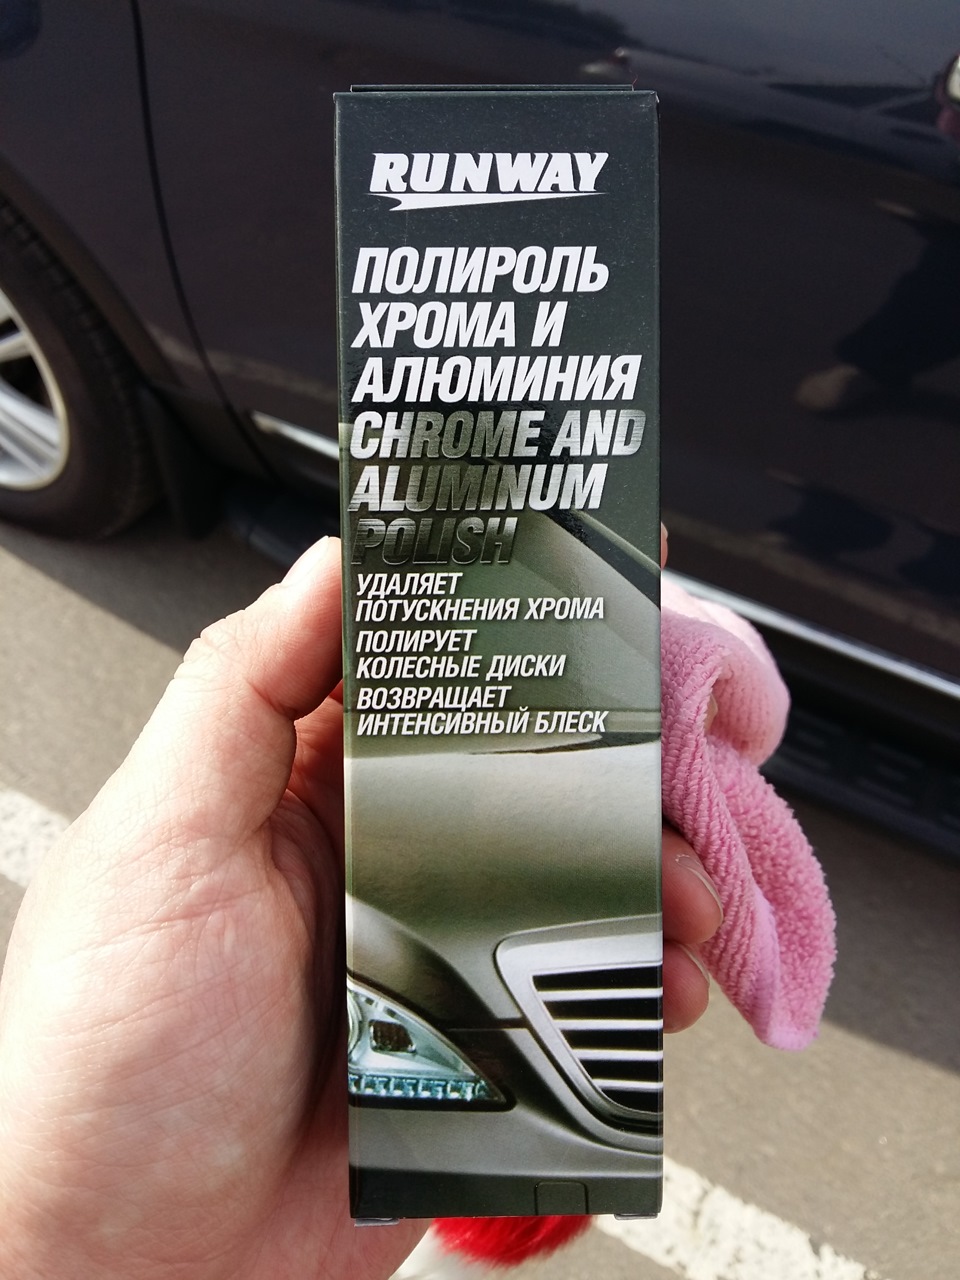 RUNWAY
ПОЛИРОЛЬ
ХРОМА И
АЛЮМИНИЯ
CHROME AND
ALUMINUM
POLISH
УДАЛЯЕТ
ПОТУСКНЕНИЯ ХРОМА
ПОЛИРУЕТ
КОЛЕСНЫЕ ДИСКИ
ВОЗВРАЩАЕТ
ИНТЕНСИВНЫЙ БЛЕСК